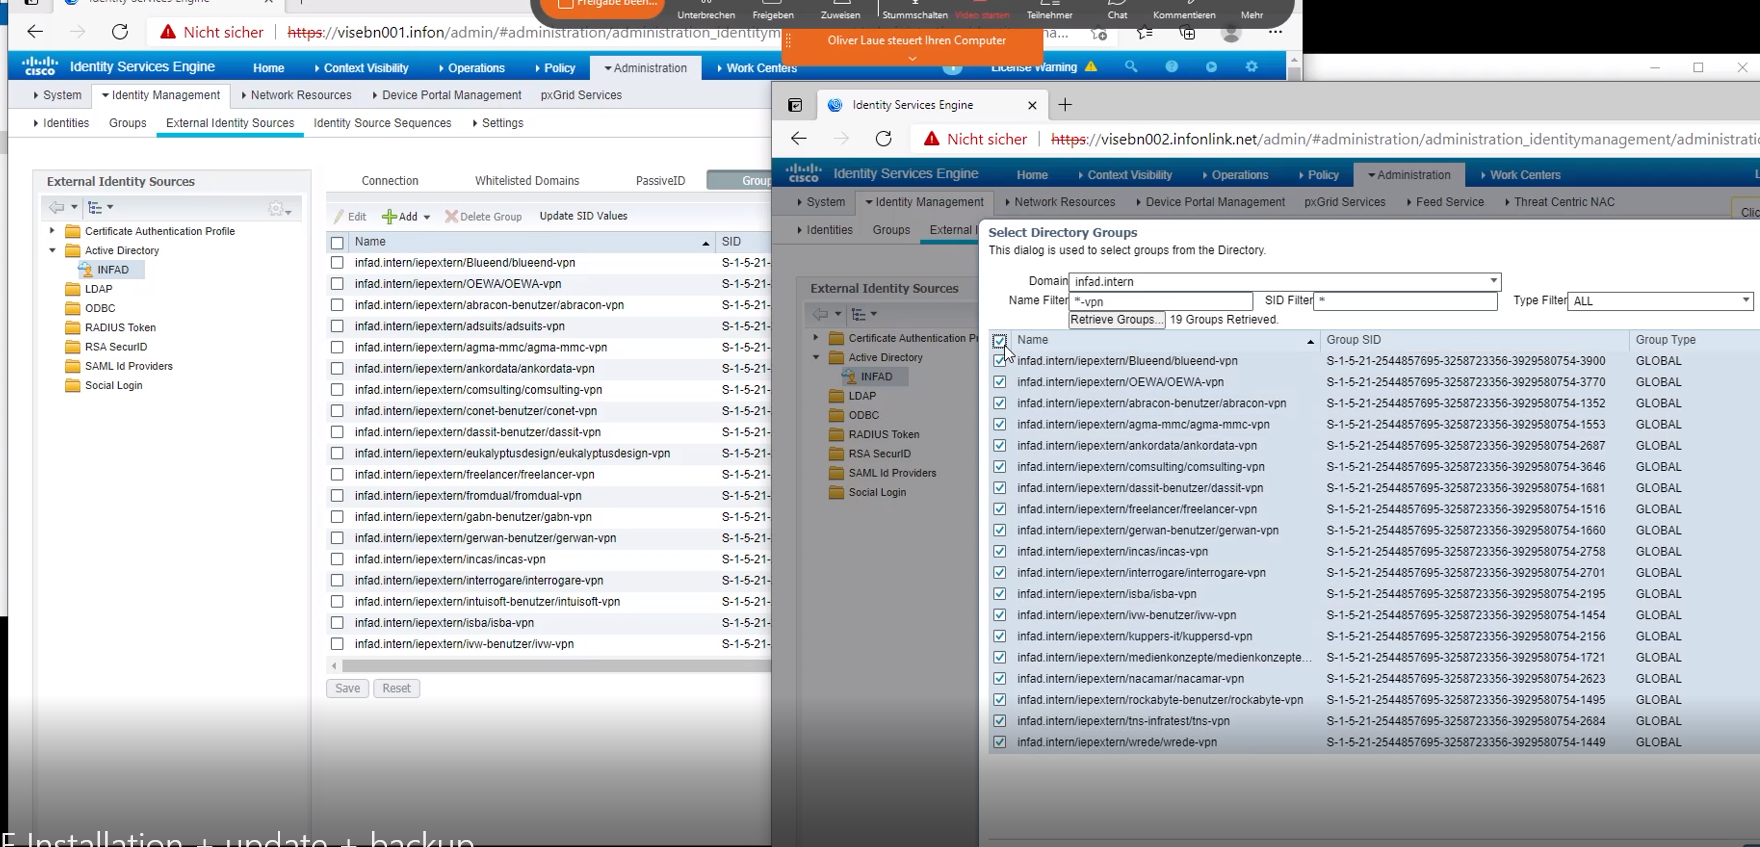 Identity Services Engine
Freigabe been...
Unterbrechen
Freigeben
Zuweisen
Stummschalten
Video starten
Teilnehmer
Chat
Kommentieren
Mehr
Oliver Laue steuert Ihren Computer
Nicht sicher
https://visebn001.infon/admin/#administration/administration_identitym
CISCO Identity Services Engine
Home
Context Visibility
Operations
Policy
Administration
Work Centers
License Warning
System
Identity Management
Network Resources
Device Portal Management
pxGrid Services
Identities
Groups
External Identity Sources
Identity Source Sequences
Settings
External Identity Sources
Certificate Authentication Profile
Active Directory
INFAD
LDAP
ODBC
RADIUS Token
RSA SecurID
SAML Id Providers
Social Login
Connection
Whitelisted Domains
PassiveID
Group
Edit
Add
Delete Group
Update SID Values
Name SID
infad.intern/iepextern/Blueend/blueend-vpn S-1-5-21-
infad.intern/iepextern/OEWA/OEWA-vpn S-1-5-21-
infad.intern/iepextern/abracon-benutzer/abracon-vpn S-1-5-21-
infad.intern/iepextern/adsuits/adsuits-vpn S-1-5-21-
infad.intern/iepextern/agma-mmc/agma-mmc-vpn S-1-5-21-
infad.intern/iepextern/ankordata/ankordata-vpn S-1-5-21-
infad.intern/iepextern/comsulting/comsulting-vpn S-1-5-21-
infad.intern/iepextern/conet-benutzer/conet-vpn S-1-5-21-
infad.intern/iepextern/dassit-benutzer/dassit-vpn S-1-5-21-
infad.intern/iepextern/eukalyptusdesign/eukalyptusdesign-vpn S-1-5-21-
infad.intern/iepextern/freelancer/freelancer-vpn S-1-5-21-
infad.intern/iepextern/fromdual/fromdual-vpn S-1-5-21-
infad.intern/iepextern/gabn-benutzer/gabn-vpn S-1-5-21-
infad.intern/iepextern/gerwan-benutzer/gerwan-vpn S-1-5-21-
infad.intern/iepextern/incas/incas-vpn S-1-5-21-
infad.intern/iepextern/interrogare/interrogare-vpn S-1-5-21-
infad.intern/iepextern/intuisoft-benutzer/intuisoft-vpn S-1-5-21-
infad.intern/iepextern/isba/isba-vpn S-1-5-21-
infad.intern/iepextern/ivw-benutzer/ivw-vpn S-1-5-21-
Save
Reset
Identity Services Engine
Nicht sicher
https://visebn002.infonlink.net/admin/#administration/administration_identitymanagement/administratio
CISCO Identity Services Engine
Home
Context Visibility
Operations
Policy
Administration
Work Centers
System
Identity Management
Network Resources
Device Portal Management
pxGrid Services
Feed Service
Threat Centric NAC
Identities
Groups
External I
Clic
External Identity Sources
Certificate Authentication P
Active Directory
INFAD
LDAP
ODBC
RADIUS Token
RSA SecurID
SAML Id Providers
Social Login
Select Directory Groups
This dialog is used to select groups from the Directory.
Domain infad.intern
Name Filter *-vpn SID Filter * Type Filter ALL
Retrieve Groups... 19 Groups Retrieved.
Name Group SID Group Type
infad.intern/iepextern/Blueend/blueend-vpn S-1-5-21-2544857695-3258723356-3929580754-3900 GLOBAL
infad.intern/iepextern/OEWA/OEWA-vpn S-1-5-21-2544857695-3258723356-3929580754-3770 GLOBAL
infad.intern/iepextern/abracon-benutzer/abracon-vpn S-1-5-21-2544857695-3258723356-3929580754-1352 GLOBAL
infad.intern/iepextern/agma-mmc/agma-mmc-vpn S-1-5-21-2544857695-3258723356-3929580754-1553 GLOBAL
infad.intern/iepextern/ankordata/ankordata-vpn S-1-5-21-2544857695-3258723356-3929580754-2687 GLOBAL
infad.intern/iepextern/comsulting/comsulting-vpn S-1-5-21-2544857695-3258723356-3929580754-3646 GLOBAL
infad.intern/iepextern/dassit-benutzer/dassit-vpn S-1-5-21-2544857695-3258723356-3929580754-1681 GLOBAL
infad.intern/iepextern/freelancer/freelancer-vpn S-1-5-21-2544857695-3258723356-3929580754-1516 GLOBAL
infad.intern/iepextern/gerwan-benutzer/gerwan-vpn S-1-5-21-2544857695-3258723356-3929580754-1660 GLOBAL
infad.intern/iepextern/incas/incas-vpn S-1-5-21-2544857695-3258723356-3929580754-2758 GLOBAL
infad.intern/iepextern/interrogare/interrogare-vpn S-1-5-21-2544857695-3258723356-3929580754-2701 GLOBAL
infad.intern/iepextern/isba/isba-vpn S-1-5-21-2544857695-3258723356-3929580754-2195 GLOBAL
infad.intern/iepextern/ivw-benutzer/ivw-vpn S-1-5-21-2544857695-3258723356-3929580754-1454 GLOBAL
infad.intern/iepextern/kuppers-it/kuppersd-vpn S-1-5-21-2544857695-3258723356-3929580754-2156 GLOBAL
infad.intern/iepextern/medienkonzepte/medienkonzepte... S-1-5-21-2544857695-3258723356-3929580754-1721 GLOBAL
infad.intern/iepextern/nacamar/nacamar-vpn S-1-5-21-2544857695-3258723356-3929580754-2623 GLOBAL
infad.intern/iepextern/rockabyte-benutzer/rockabyte-vpn S-1-5-21-2544857695-3258723356-3929580754-1495 GLOBAL
infad.intern/iepextern/tns-infratest/tns-vpn S-1-5-21-2544857695-3258723356-3929580754-2684 GLOBAL
infad.intern/iepextern/wrede/wrede-vpn S-1-5-21-2544857695-3258723356-3929580754-1449 GLOBAL
E Installation + update + backup